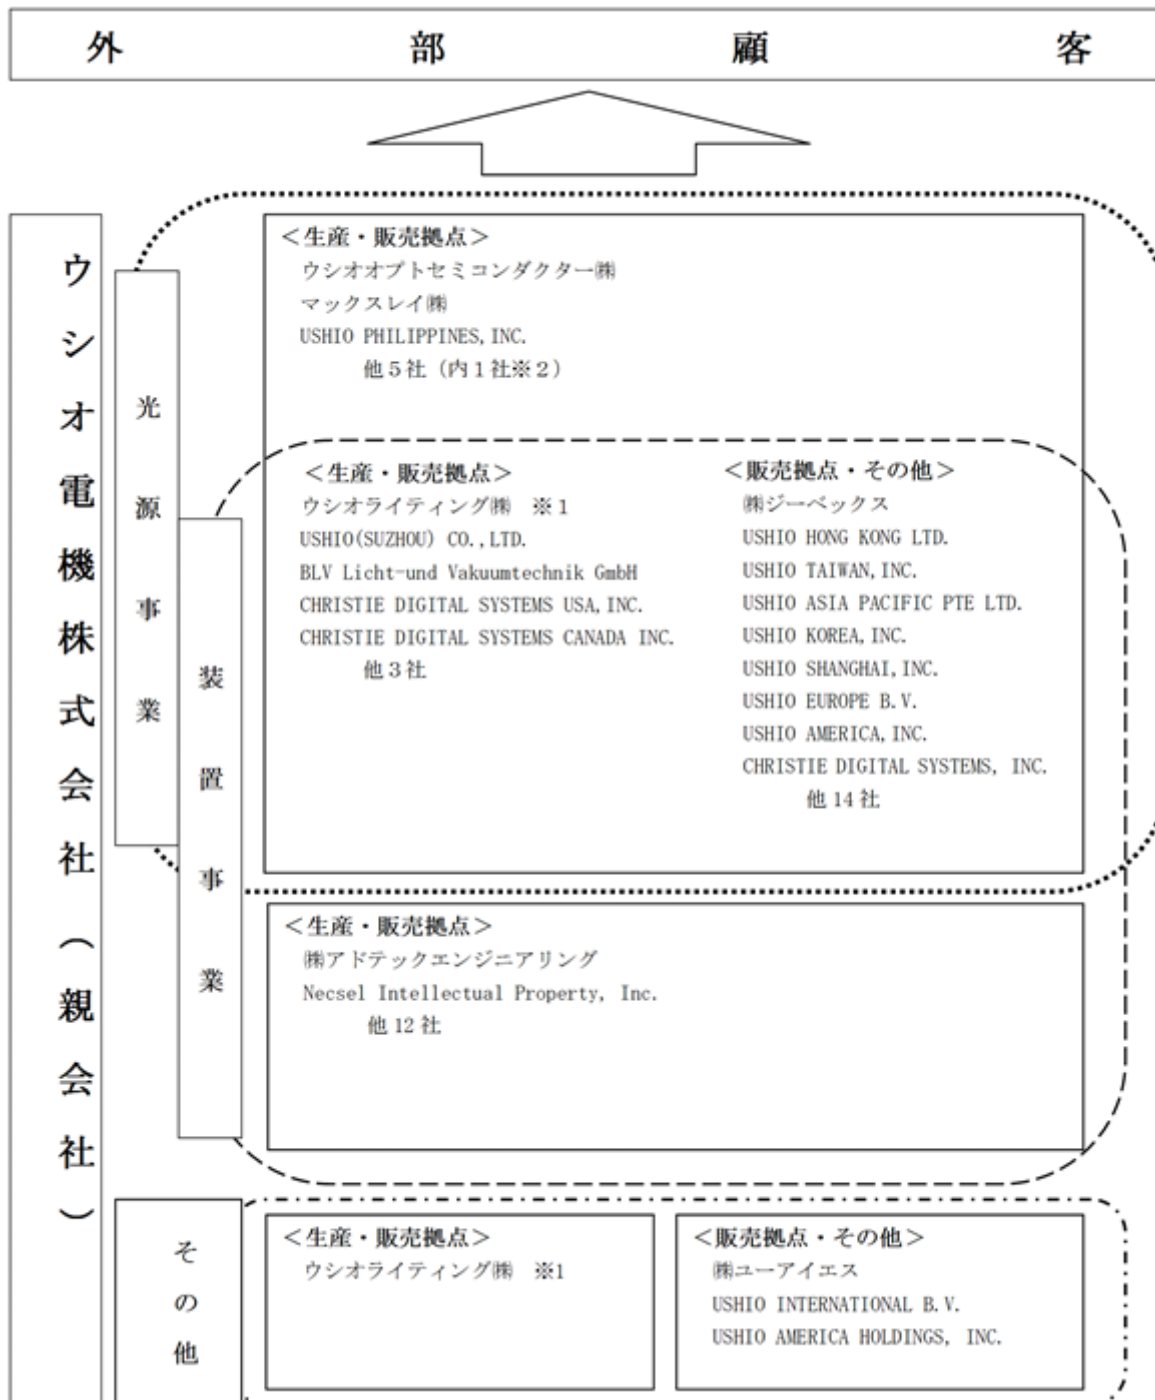 外部顧客
ウシオ電機株式会社（親会社）
光源事業
装置事業
＜生産・販売拠点＞
ウシオオプトセミコンダクター㈱
マックスレイ㈱
USHIO PHILIPPINES,INC.
他５社（内１社※２）
＜生産・販売拠点＞
ウシオライティング㈱　※１
USHIO(SUZHOU) CO.,LTD.
BLV Licht-und Vakuumtechnik GmbH
CHRISTIE DIGITAL SYSTEMS USA,INC.
CHRISTIE DIGITAL SYSTEMS CANADA INC.
他３社
＜販売拠点・その他＞
㈱ジーベックス
USHIO HONG KONG LTD.
USHIO TAIWAN,INC.
USHIO ASIA PACIFIC PTE LTD.
USHIO KOREA,INC.
USHIO SHANGHAI,INC.
USHIO EUROPE B.V.
USHIO AMERICA,INC.
CHRISTIE DIGITAL SYSTEMS, INC.
他14社
＜生産・販売拠点＞
㈱アドテックエンジニアリング
Necsel Intellectual Property, Inc.
他12社
その他
＜生産・販売拠点＞
ウシオライティング㈱　※1
＜販売拠点・その他＞
㈱ユーアイエス
USHIO INTERNATIONAL B.V.
USHIO AMERICA HOLDINGS, INC.